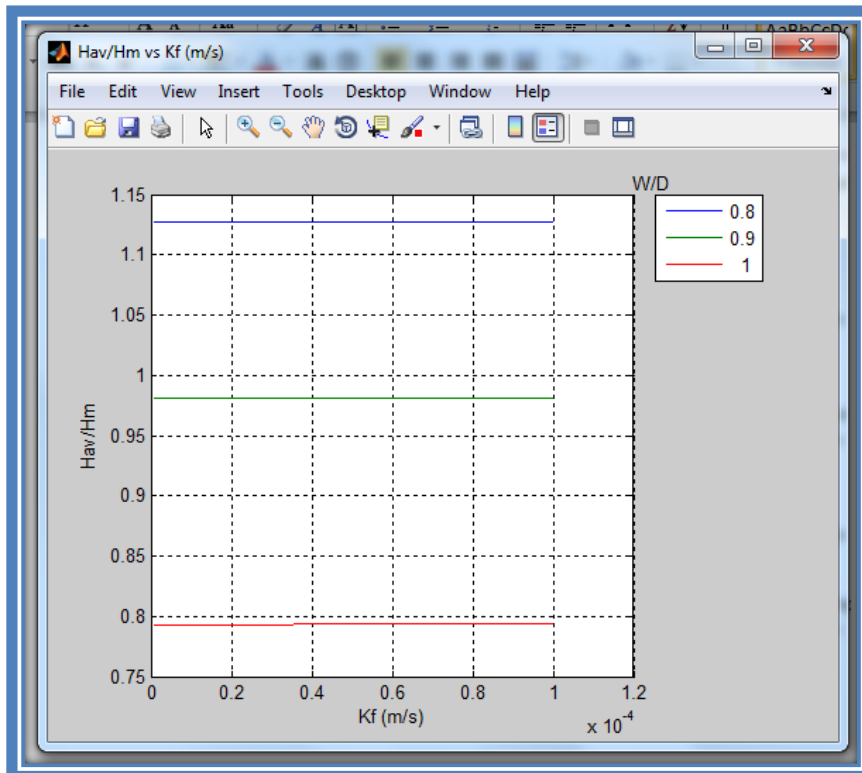 AaBbCcDc
Hav/Hm vs Kf (m/s)
File Edit View Insert Tools Desktop Window Help
W/D
0.8
0.9
1
1.15
1.1
1.05
1
0.95
0.9
0.85
0.8
0.75
Hav/Hm
0 0.2 0.4 0.6 0.8 1 1.2
Kf (m/s)
x 10^-4